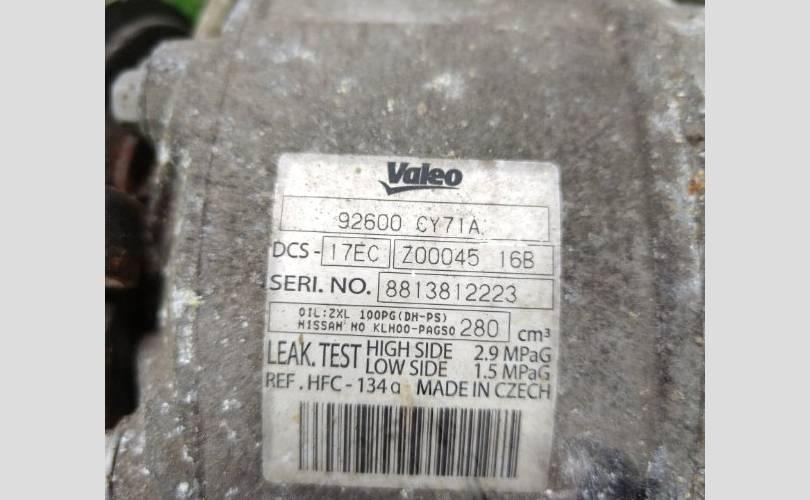 Valeo
92600 CY71A
DCS - 17EC Z00045 16B
SERI. NO. 8813812223
OIL:ZXL 100PG(DH-PS)
NISSAN NO KLH00-PAGS0 280 cm³
LEAK. TEST HIGH SIDE 2.9 MPaG
LOW SIDE 1.5 MPaG
REF. HFC - 134a MADE IN CZECH